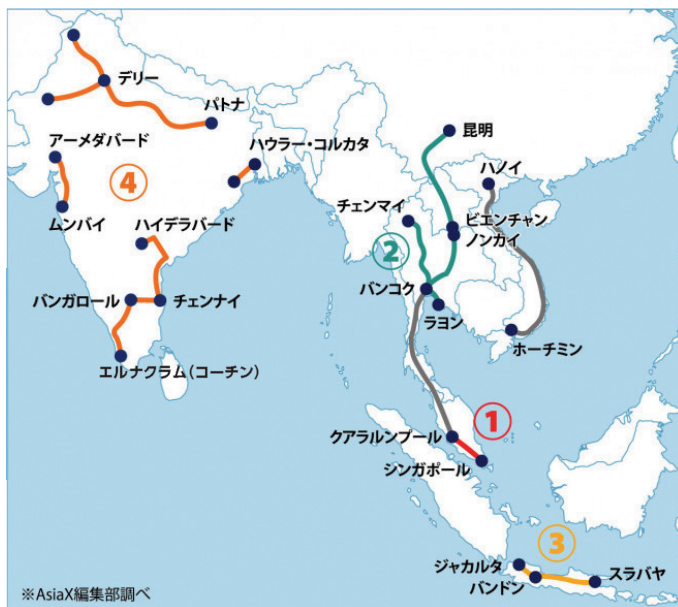 デリー
パトナ
アーメダバード
ハウラー・コルカタ
④
ムンバイ
ハイデラバード
バンガロール
チェンナイ
エルナクラム（コーチン）
昆明
ハノイ
チェンマイ
ビエンチャン
ノンカイ
②
バンコク
ラヨン
ホーチミン
①
クアラルンプール
シンガポール
③
ジャカルタ
スラバヤ
バンドン
※AsiaX編集部調べ